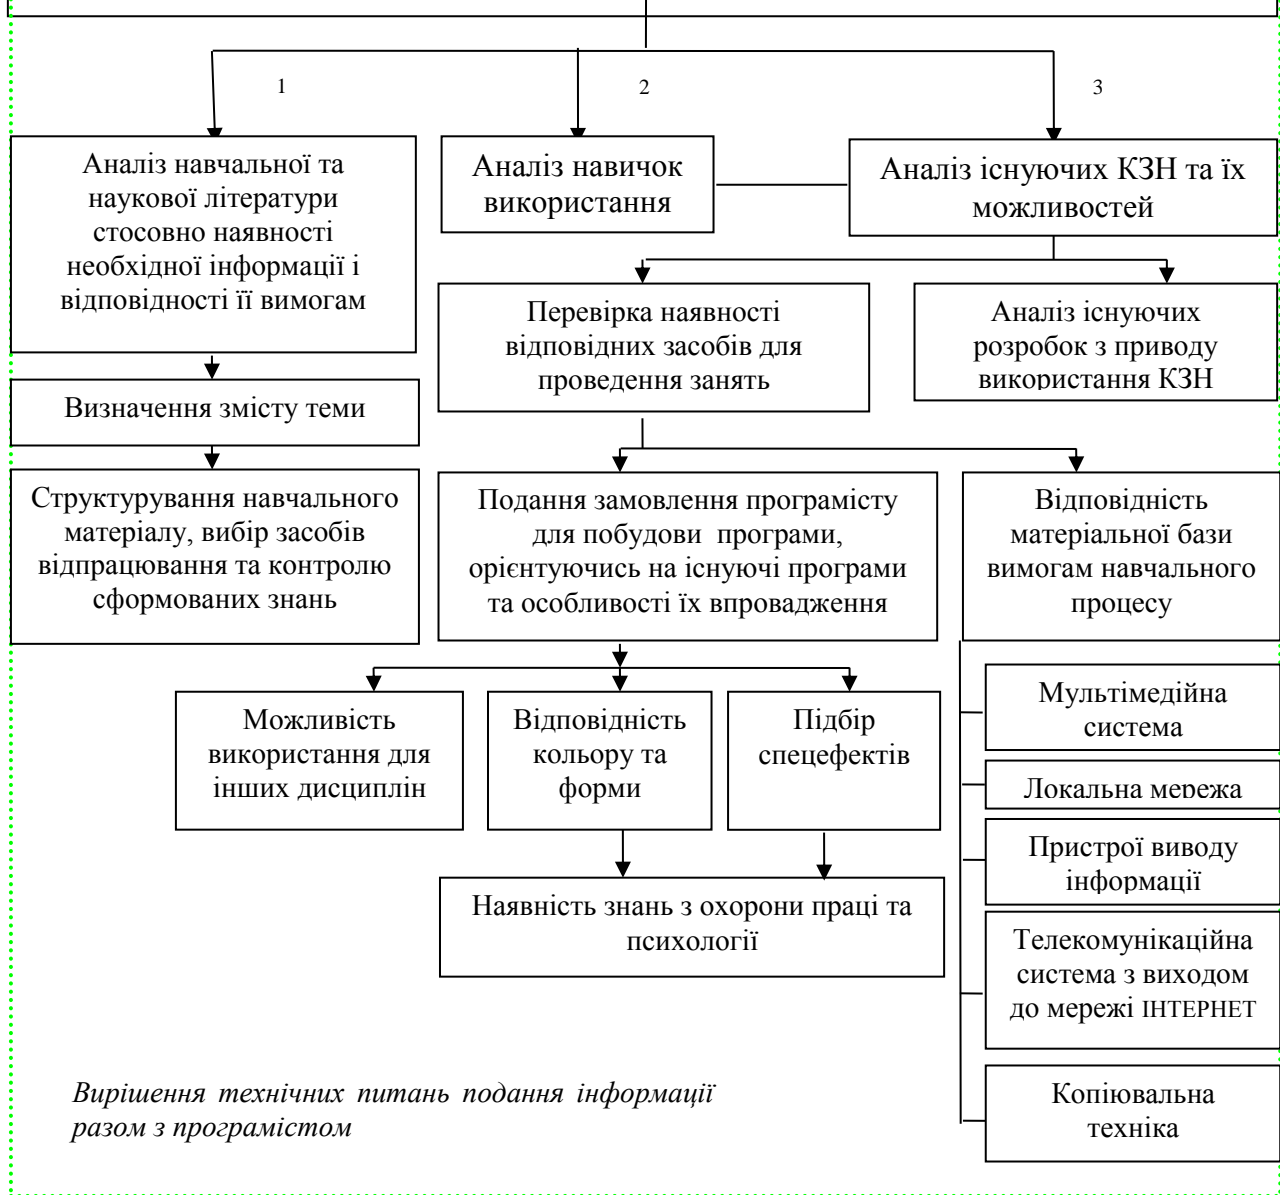 1
2
3
Аналіз навчальної та
наукової літератури
стосовно наявності
необхідної інформації і
відповідності її вимогам
Аналіз навичок
використання
Аналіз існуючих КЗН та їх
можливостей
Перевірка наявності
відповідних засобів для
проведення занять
Аналіз існуючих
розробок з приводу
використання КЗН
Визначення змісту теми
Структурування навчального
матеріалу, вибір засобів
відпрацювання та контролю
сформованих знань
Подання замовлення програмісту
для побудови програми,
орієнтуючись на існуючі програми
та особливості їх впровадження
Відповідність
матеріальної бази
вимогам навчального
процесу
Можливість
використання для
інших дисциплін
Відповідність
кольору та
форми
Підбір
спецефектів
Наявність знань з охорони праці та
психології
Мультімедійна
система
Локальна мережа
Пристрої виводу
інформації
Телекомунікаційна
система з виходом
до мережі ІНТЕРНЕТ
Копіювальна
техніка
Вирішення технічних питань подання інформації
разом з програмістом